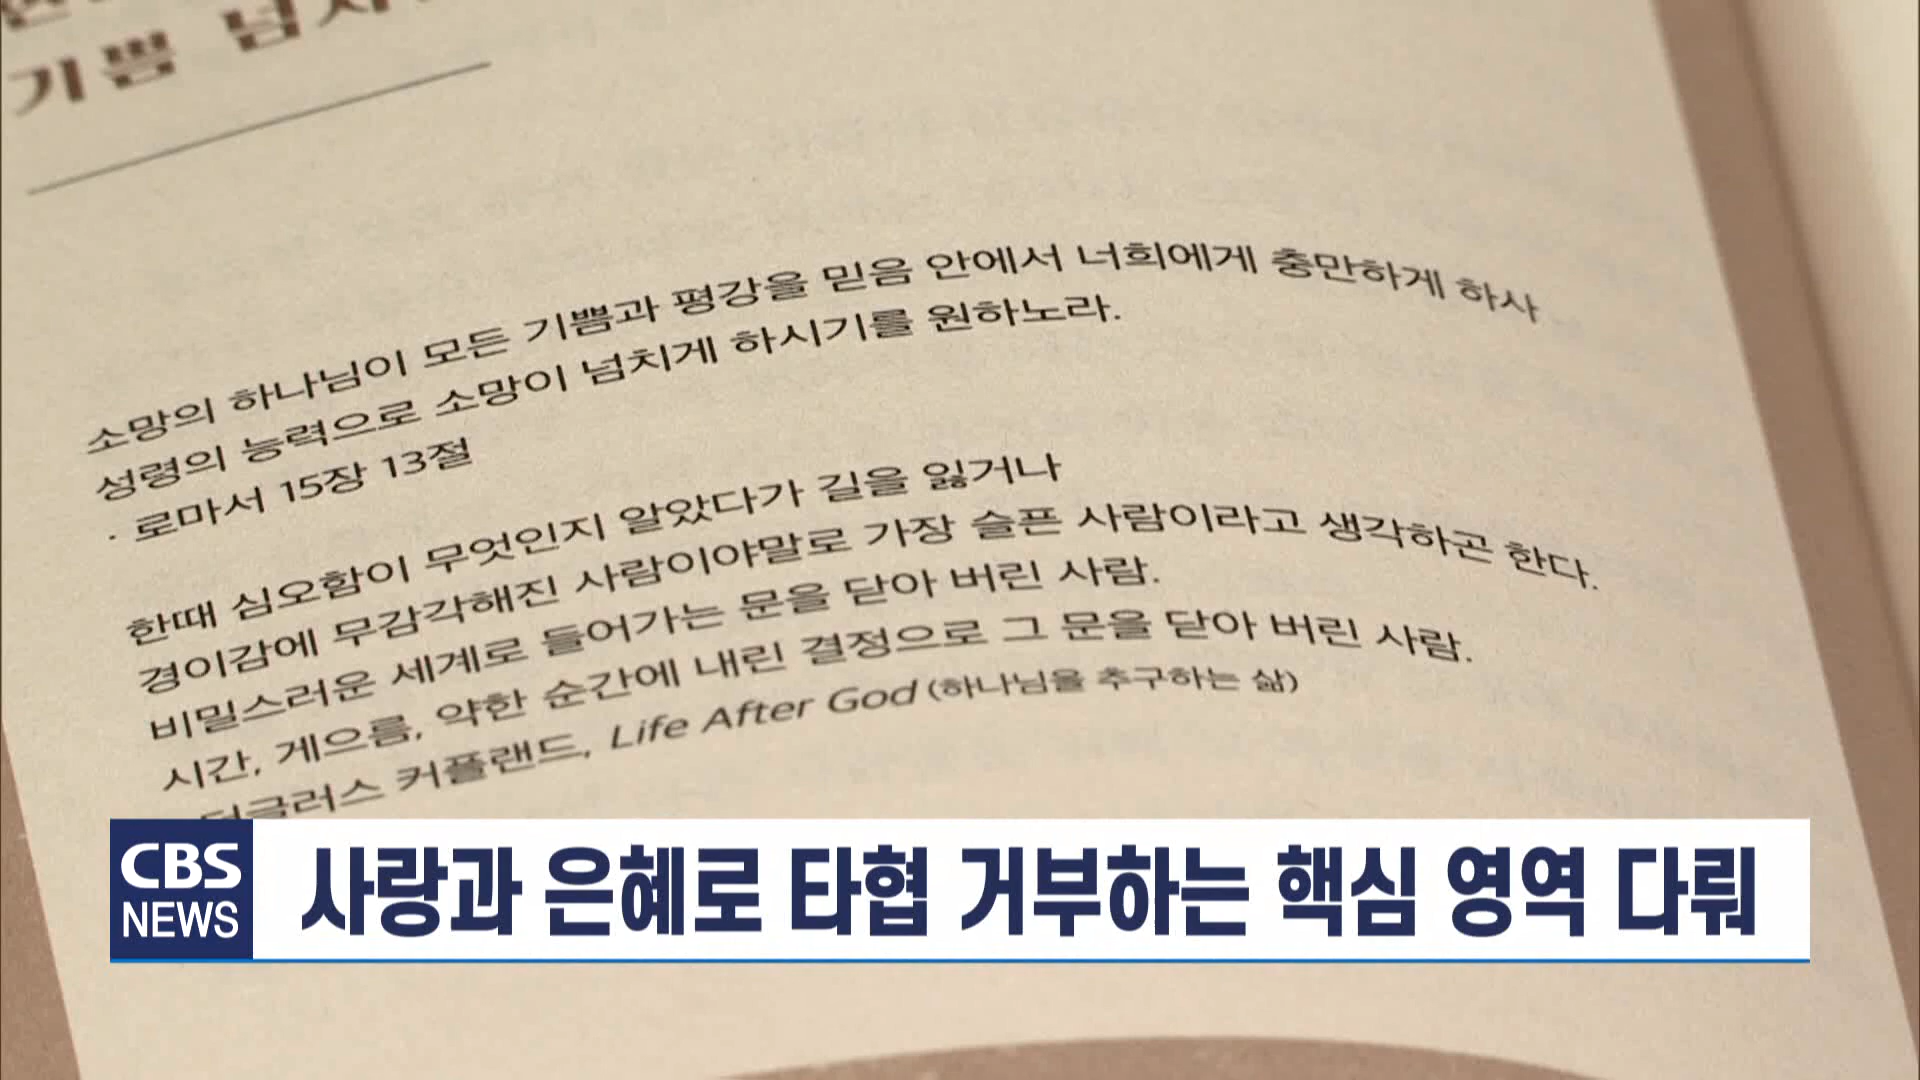 기쁨
소망의 하나님이 모든 기쁨과 평강을 믿음 안에서 너희에게 충만하게 하사
성령의 능력으로 소망이 넘치게 하시기를 원하노라.
· 로마서 15장 13절
한때 심오함이 무엇인지 알았다가 길을 잃거나
경이감에 무감각해진 사람이야말로 가장 슬픈 사람이라고 생각하곤 한다.
비밀스러운 세계로 들어가는 문을 닫아 버린 사람.
시간, 게으름, 약한 순간에 내린 결정으로 그 문을 닫아 버린 사람.
더글러스 커플랜드, Life After God (하나님을 추구하는 삶)
CBS
NEWS
사랑과 은혜로 타협 거부하는 핵심 영역 다뤄